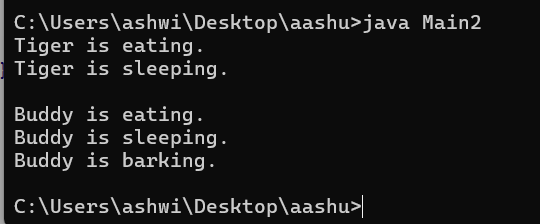 C:\Users\ashwi\Desktop\aashu>java Main2
Tiger is eating.
Tiger is sleeping.
Buddy is eating.
Buddy is sleeping.
Buddy is barking.
C:\Users\ashwi\Desktop\aashu>